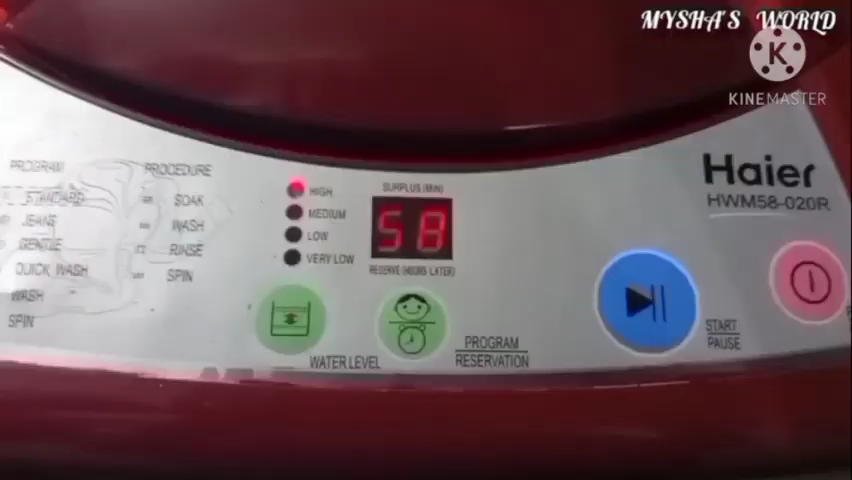 MYSHA'S WORLD
K
KINEMASTER
Haier
HWM58-020R
PROGRAM
STANDARD
JEANS
GENTLE
QUICK WASH
WASH
SPIN
PROCEDURE
SOAK
WASH
RINSE
SPIN
HIGH
MEDIUM
LOW
VERY LOW
SURPLUS (MIN)
58
RESERVE (HOURS LATER)
WATER LEVEL
PROGRAM
RESERVATION
START
PAUSE